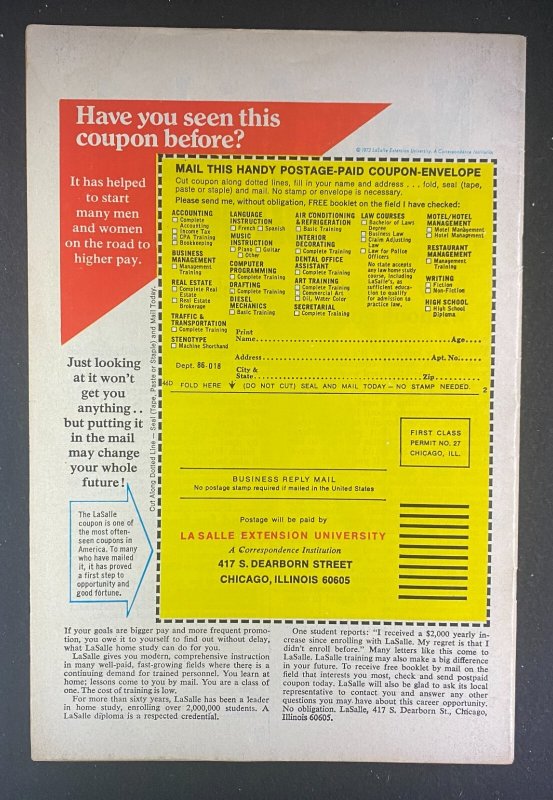 Have you seen this
coupon before?
© 1973 LaSalle Extension University, A Correspondence Institution
It has helped
to start
many men
and women
on the road to
higher pay.
Just looking
at it won't
get you
anything . .
but putting it
in the mail
may change
your whole
future !
The LaSalle
coupon is one of
the most often-
seen coupons in
America. To many
who have mailed
it, it has proved
a first step to
opportunity and
good fortune.
Cut Along Dotted Line — Seal (Tape, Paste or Staple) and Mail Today.
MAIL THIS HANDY POSTAGE-PAID COUPON-ENVELOPE
Cut coupon along dotted lines, fill in your name and address . . . fold, seal (tape,
paste or staple) and mail. No stamp or envelope is necessary.
Please send me, without obligation, FREE booklet on the field I have checked:
ACCOUNTING
Complete
Accounting
Income Tax
CPA Training
Bookkeeping
BUSINESS
MANAGEMENT
Management
Training
REAL ESTATE
Complete Real
Estate
Real Estate
Brokerage
TRAFFIC &
TRANSPORTATION
Complete Training
STENOTYPE
Machine Shorthand
LANGUAGE
INSTRUCTION
French Spanish
MUSIC
INSTRUCTION
Piano Guitar
Other
COMPUTER
PROGRAMMING
Complete Training
DRAFTING
Complete Training
DIESEL
MECHANICS
Basic Training
AIR CONDITIONING
& REFRIGERATION
Basic Training
INTERIOR
DECORATING
Complete Training
DENTAL OFFICE
ASSISTANT
Complete Training
ART TRAINING
Complete Training
Commercial Art
Oil, Water Color
SECRETARIAL
Complete Training
LAW COURSES
Bachelor of Laws
Degree
Business Law
Claim Adjusting
Law
Law for Police
Officers
No state accepts
any law home study
course, including
LaSalle's, as
sufficient educa-
tion to qualify
for admission to
practice law.
MOTEL/HOTEL
MANAGEMENT
Motel Management
Hotel Management
RESTAURANT
MANAGEMENT
Management
Training
WRITING
Fiction
Non-Fiction
HIGH SCHOOL
High School
Diploma
Print
Name Age
Address Apt. No.
Dept. 86-018
City &
State Zip
46D FOLD HERE (DO NOT CUT) SEAL AND MAIL TODAY — NO STAMP NEEDED. 2
FIRST CLASS
PERMIT NO. 27
CHICAGO, ILL.
BUSINESS REPLY MAIL
No postage stamp required if mailed in the United States
Postage will be paid by
LA SALLE EXTENSION UNIVERSITY
A Correspondence Institution
417 S. DEARBORN STREET
CHICAGO, ILLINOIS 60605
If your goals are bigger pay and more frequent promo-
tion, you owe it to yourself to find out without delay,
what LaSalle home study can do for you.
LaSalle gives you modern, comprehensive instruction
in many well-paid, fast-growing fields where there is a
continuing demand for trained personnel. You learn at
home; lessons come to you by mail. You are a class of
one. The cost of training is low.
For more than sixty years, LaSalle has been a leader
in home study, enrolling over 2,000,000 students. A
LaSalle diploma is a respected credential.
One student reports: "I received a $2,000 yearly in-
crease since enrolling with LaSalle. My regret is that I
didn't enroll before." Many letters like this come to
LaSalle. LaSalle training may also make a big difference
in your future. To receive free booklet by mail on the
field that interests you most, check and send postpaid
coupon today. LaSalle will also be glad to ask its local
representative to contact you and answer any other
questions you may have about this career opportunity.
No obligation. LaSalle, 417 S. Dearborn St., Chicago,
Illinois 60605.